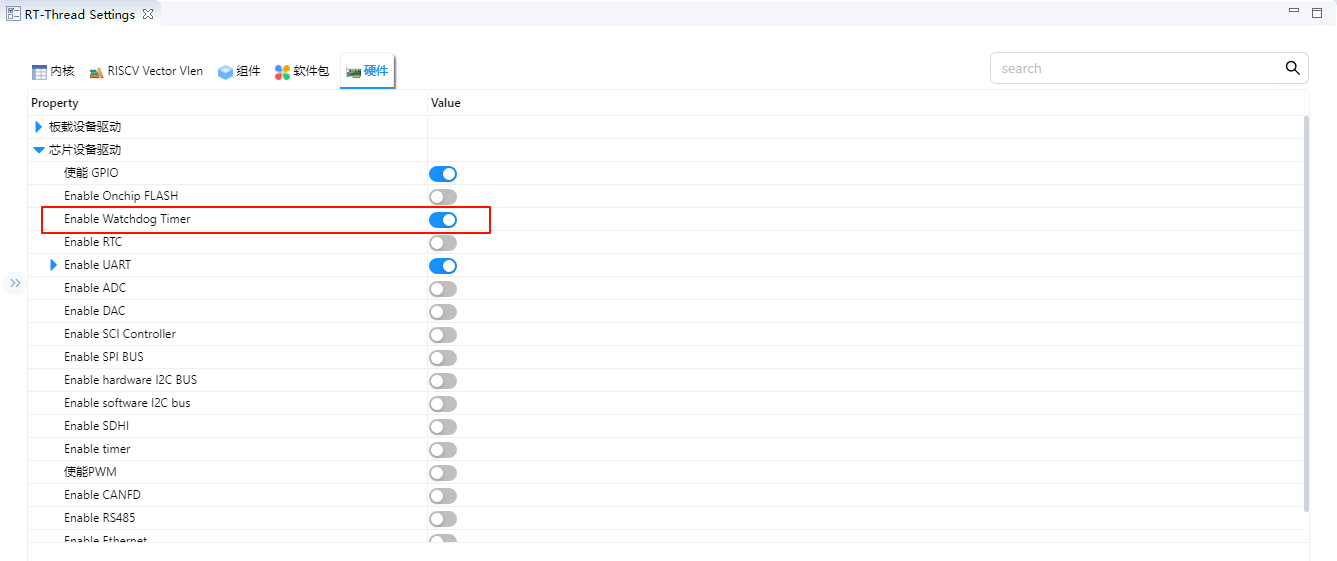 RT-Thread Settings
内核 RISCV Vector Vlen 组件 软件包 硬件 search
Property Value
板载设备驱动
芯片设备驱动
使能 GPIO
Enable Onchip FLASH
Enable Watchdog Timer
Enable RTC
Enable UART
Enable ADC
Enable DAC
Enable SCI Controller
Enable SPI BUS
Enable hardware I2C BUS
Enable software I2C bus
Enable SDHI
Enable timer
使能PWM
Enable CANFD
Enable RS485
Enable Ethernet